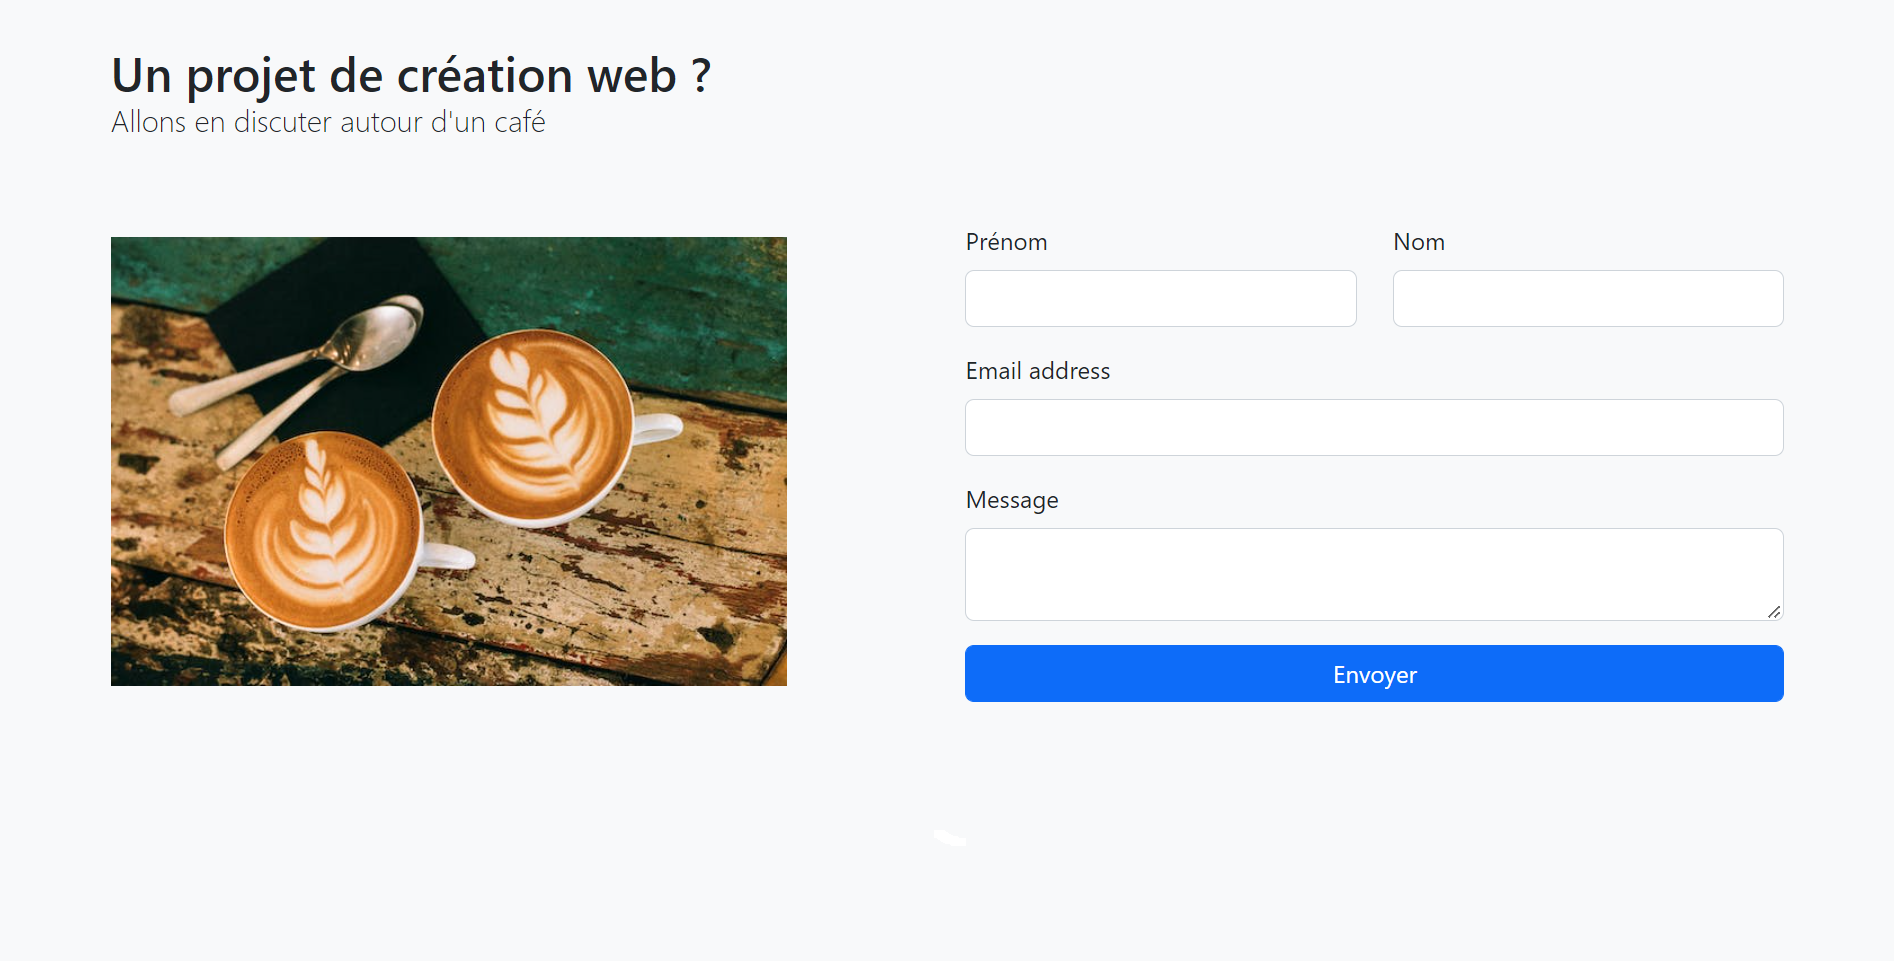 Un projet de création web ?
Allons en discuter autour d'un café
Prénom
Nom
Email address
Message
Envoyer